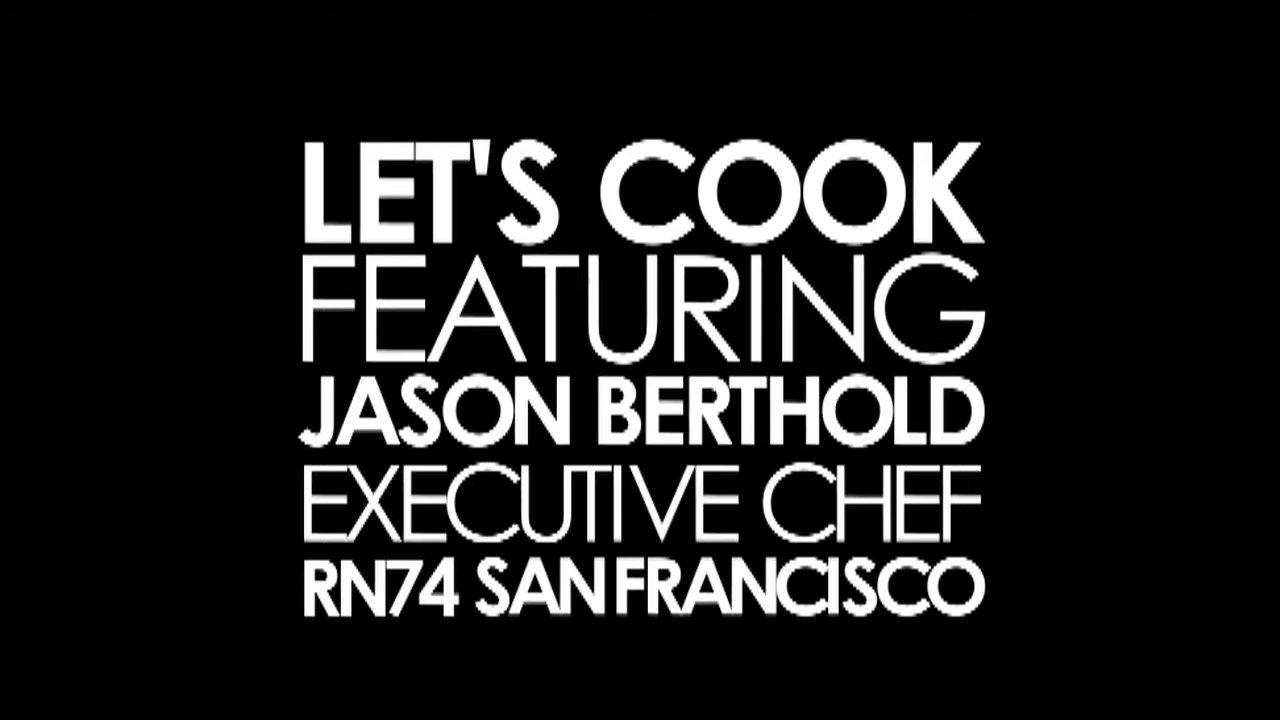 LET'S COOK
FEATURING
JASON BERTHOLD
EXECUTIVE CHEF
RN74 SAN FRANCISCO